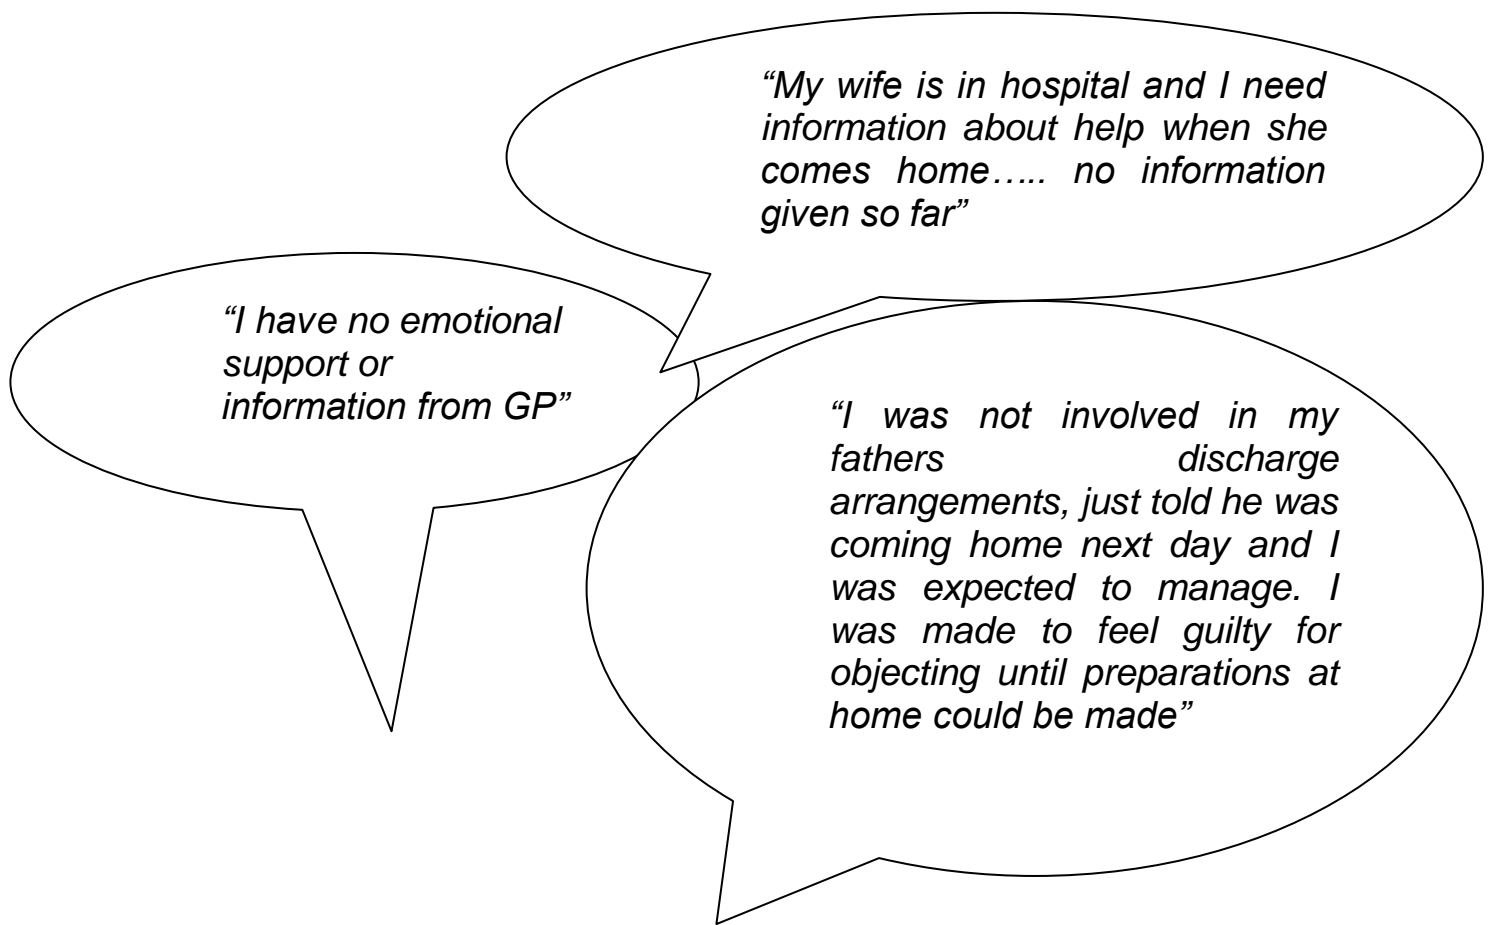 “My wife is in hospital and I need
information about help when she
comes home….. no information
given so far”
“I have no emotional
support or
information from GP”
“I was not involved in my
fathers discharge
arrangements, just told he was
coming home next day and I
was expected to manage. I
was made to feel guilty for
objecting until preparations at
home could be made”